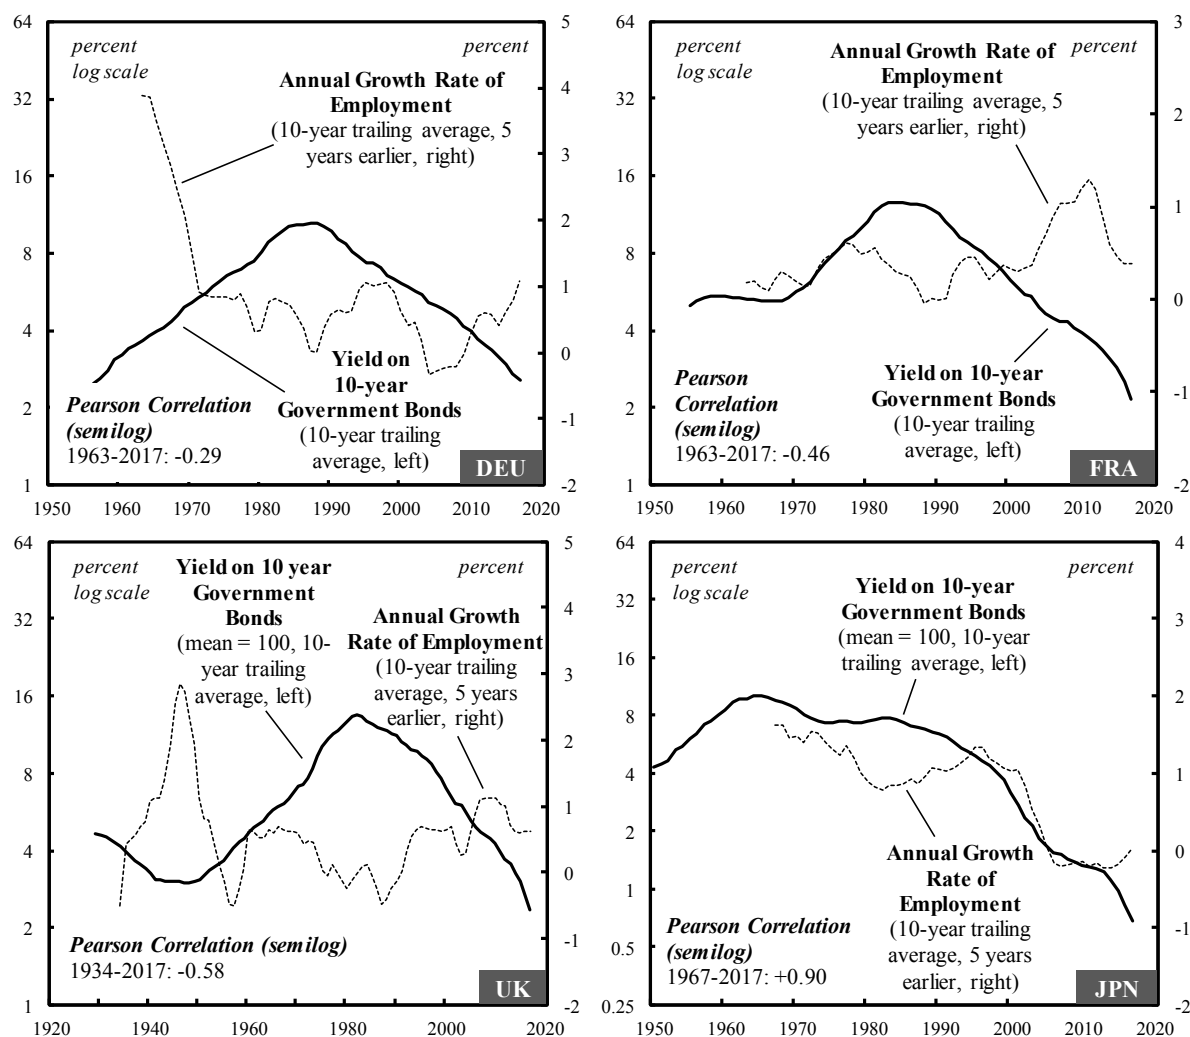 64
32
16
8
4
2
1
5
4
3
2
1
0
-1
-2
percent
log scale
percent
Annual Growth Rate of
Employment
(10-year trailing average, 5
years earlier, right)
Yield on
10-year
Government Bonds
(10-year trailing
average, left)
Pearson Correlation
(semilog)
1963-2017: -0.29
DEU
1950 1960 1970 1980 1990 2000 2010 2020
64
32
16
8
4
2
1
3
2
1
0
-1
-2
percent
log scale
percent
Annual Growth Rate of
Employment
(10-year trailing average, 5
years earlier, right)
Yield on 10-year
Government Bonds
(10-year trailing
average, left)
Pearson
Correlation
(semilog)
1963-2017: -0.46
FRA
1950 1960 1970 1980 1990 2000 2010 2020
64
32
16
8
4
2
1
5
4
3
2
1
0
-1
-2
percent
log scale
percent
Yield on 10 year
Government
Bonds
(mean = 100, 10-
year trailing
average, left)
Annual Growth
Rate of Employment
(10-year trailing
average, 5 years
earlier, right)
Pearson Correlation (semilog)
1934-2017: -0.58
UK
1920 1940 1960 1980 2000 2020
64
32
16
8
4
2
1
0.5
0.25
4
3
2
1
0
-1
-2
percent
log scale
percent
Yield on 10-year
Government Bonds
(mean = 100, 10-year
trailing average, left)
Annual Growth
Rate of
Employment
(10-year trailing
average, 5 years
earlier, right)
Pearson Correlation
(semilog)
1967-2017: +0.90
JPN
1950 1960 1970 1980 1990 2000 2010 2020